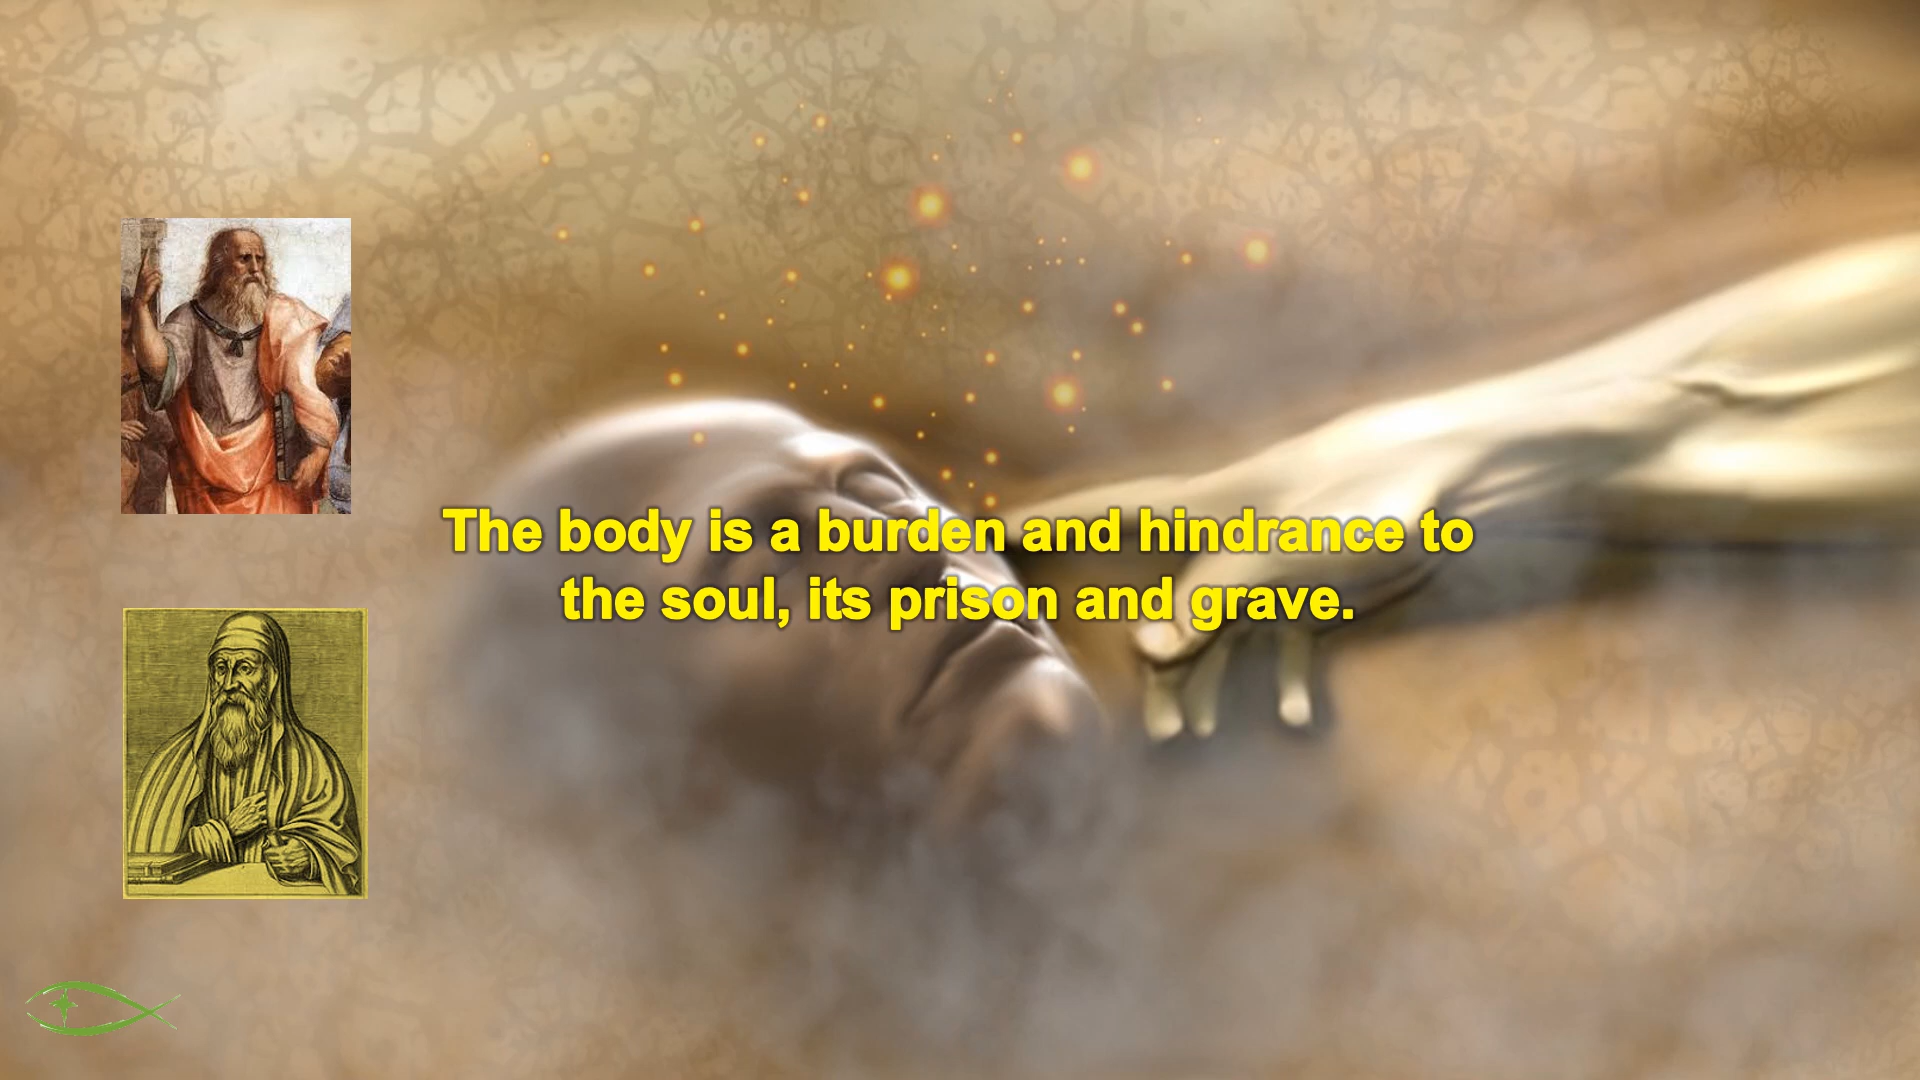 The body is a burden and hindrance to
the soul, its prison and grave.